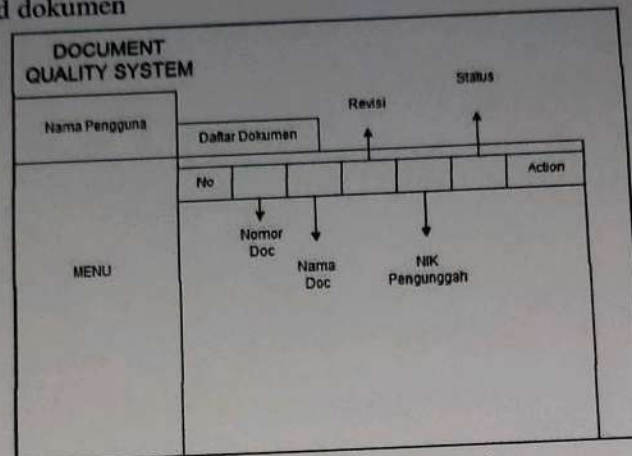 d dokumen
DOCUMENT
QUALITY SYSTEM
Status
Revisi
Nama Pengguna
Daftar Dokumen
No
Action
Nomor
Doc
Nama
Doc
NIK
Pengunggah
MENU